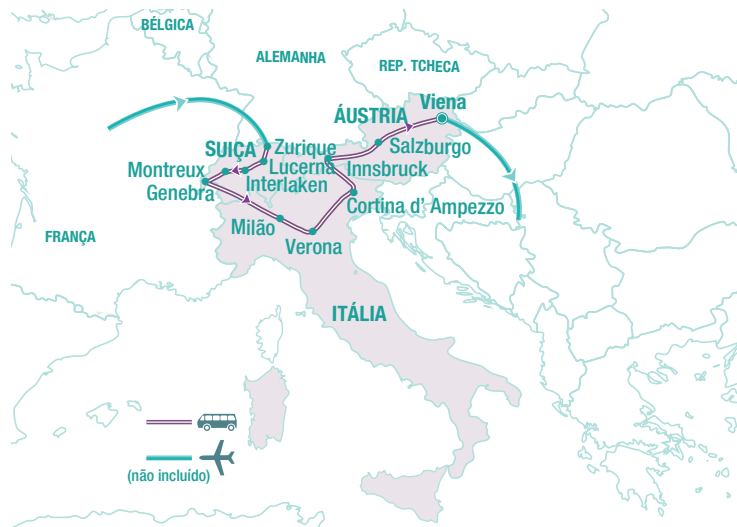 BÉLGICA
ALEMANHA
REP. TCHECA
Viena
ÁUSTRIA
Salzburgo
SUIÇA
Zurique
Lucerna
Innsbruck
Montreux
Interlaken
Genebra
Cortina d’ Ampezzo
Milão
Verona
FRANÇA
ITÁLIA
(não incluído)